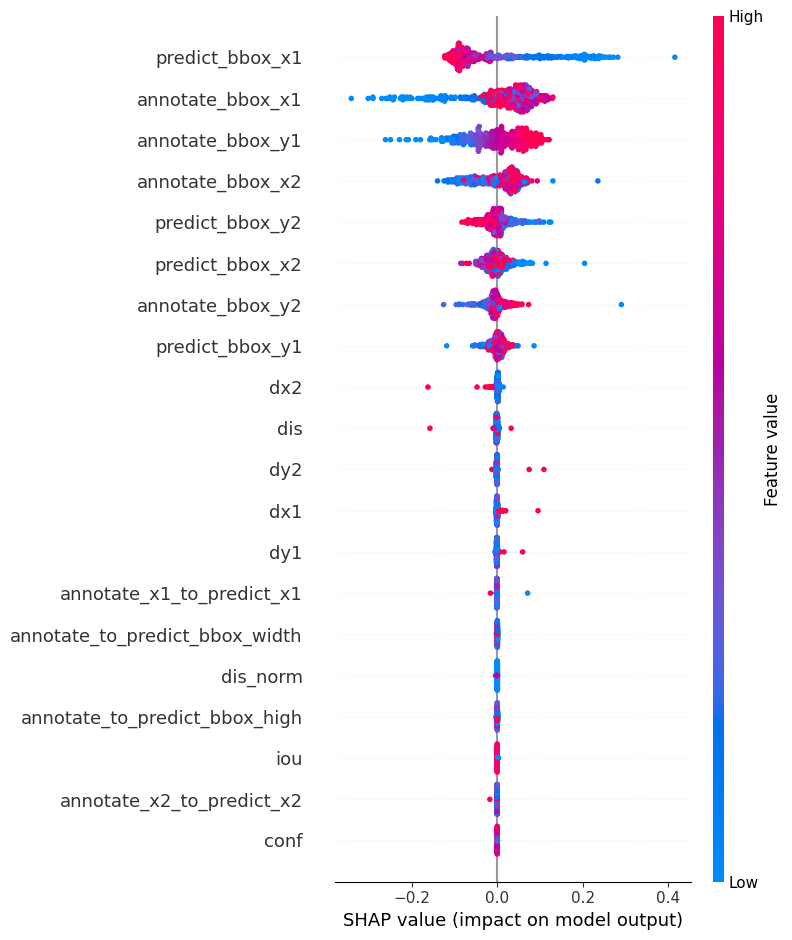 High
predict_bbox_x1
annotate_bbox_x1
annotate_bbox_y1
annotate_bbox_x2
predict_bbox_y2
predict_bbox_x2
annotate_bbox_y2
predict_bbox_y1
dx2
dis
dy2
dx1
dy1
annotate_x1_to_predict_x1
annotate_to_predict_bbox_width
dis_norm
annotate_to_predict_bbox_high
iou
annotate_x2_to_predict_x2
conf
Feature value
Low
−0.2 0.0 0.2 0.4
SHAP value (impact on model output)